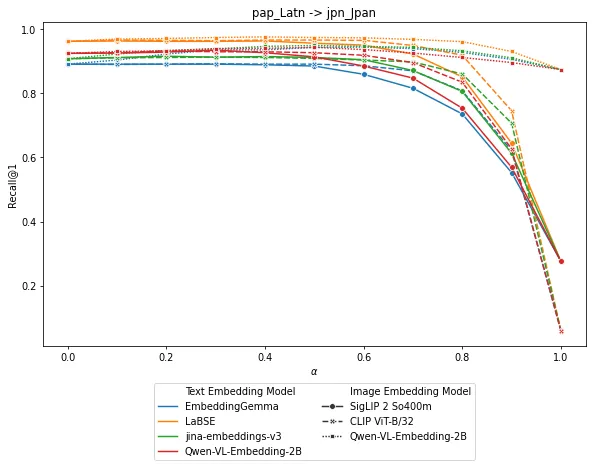 pap_Latn -> jpn_Jpan
1.0
0.8
0.6
0.4
0.2
Recall@1
0.0 0.2 0.4 0.6 0.8 1.0
α
Text Embedding Model Image Embedding Model
EmbeddingGemma SigLIP 2 So400m
LaBSE CLIP ViT-B/32
jina-embeddings-v3 Qwen-VL-Embedding-2B
Qwen-VL-Embedding-2B